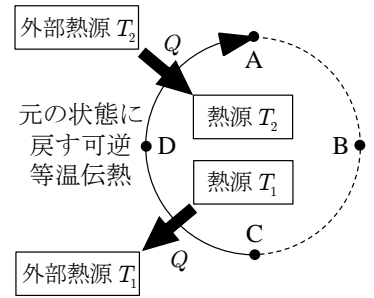 外部熱源 T₂
Q
A
元の状態に
戻す可逆
等温伝熱
D
熱源 T₂
B
熱源 T₁
C
Q
外部熱源 T₁